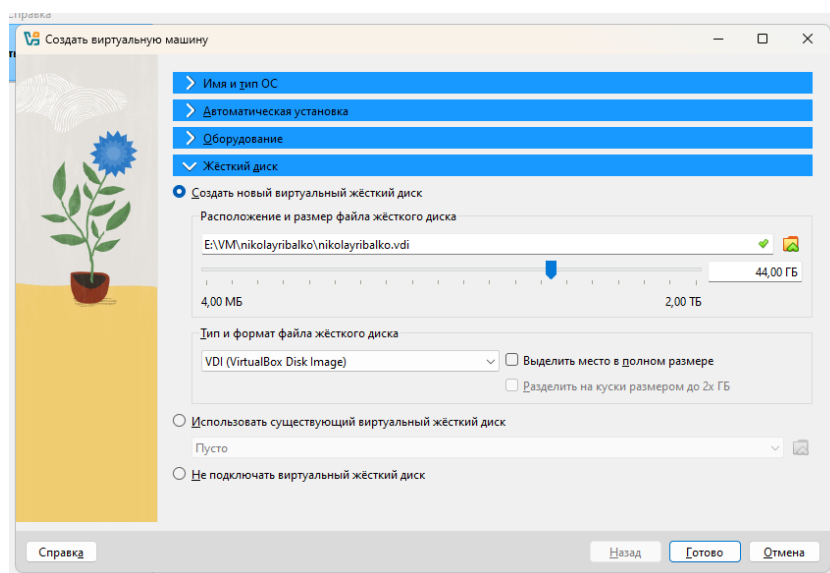 Справка
Создать виртуальную машину
Имя и тип ОС
Автоматическая установка
Оборудование
Жёсткий диск
Создать новый виртуальный жёсткий диск
Расположение и размер файла жёсткого диска
E:\VM\nikolayribalko\nikolayribalko.vdi
44,00 ГБ
4,00 МБ 2,00 ТБ
Тип и формат файла жёсткого диска
VDI (VirtualBox Disk Image) Выделить место в полном размере
Разделить на куски размером до 2х ГБ
Использовать существующий виртуальный жёсткий диск
Пусто
Не подключать виртуальный жёсткий диск
Справка Назад Готово Отмена